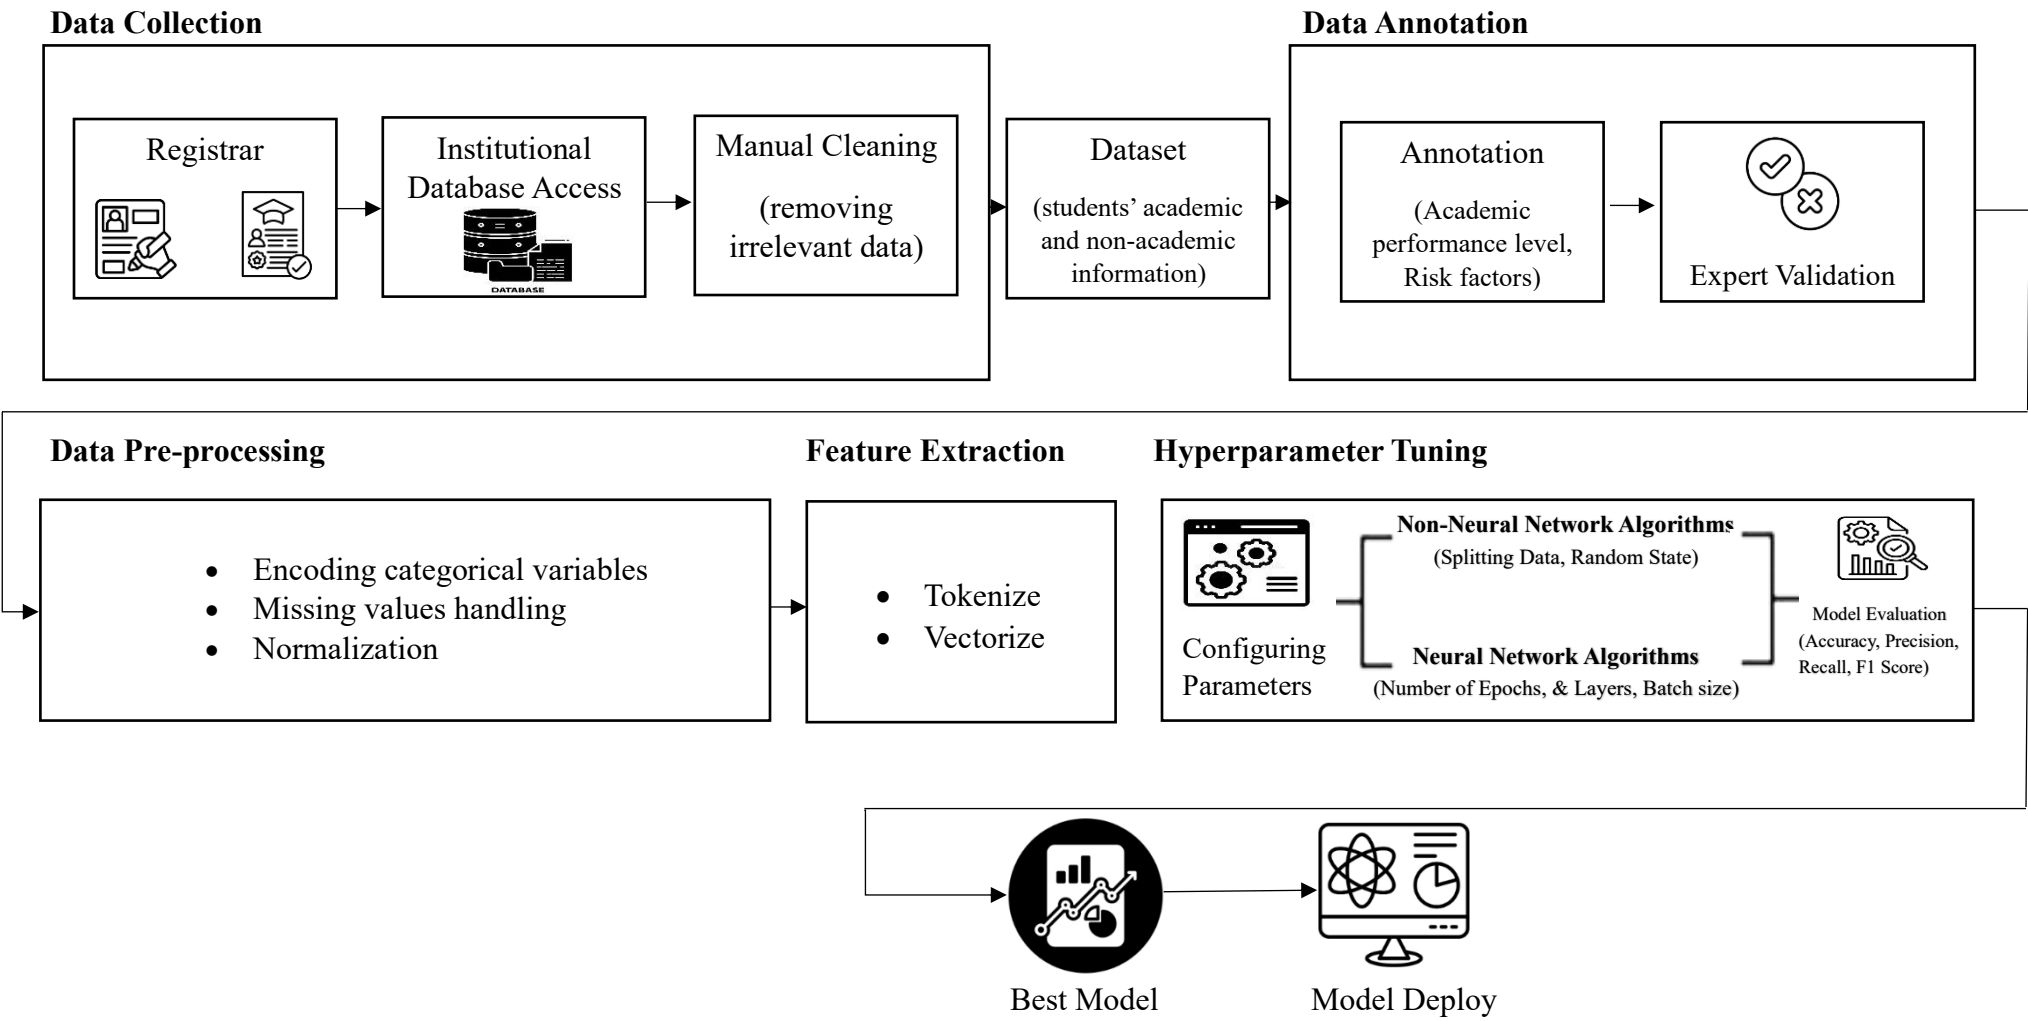 Data Collection
Data Annotation
Registrar
Institutional
Database Access
DATABASE
Manual Cleaning
(removing
irrelevant data)
Dataset
(students’ academic
and non-academic
information)
Annotation
(Academic
performance level,
Risk factors)
Expert Validation
Data Pre-processing
Feature Extraction
Hyperparameter Tuning
• Encoding categorical variables
• Missing values handling
• Normalization
• Tokenize
• Vectorize
Configuring
Parameters
Non-Neural Network Algorithms
(Splitting Data, Random State)
Neural Network Algorithms
(Number of Epochs, & Layers, Batch size)
Model Evaluation
(Accuracy, Precision,
Recall, F1 Score)
Best Model
Model Deploy